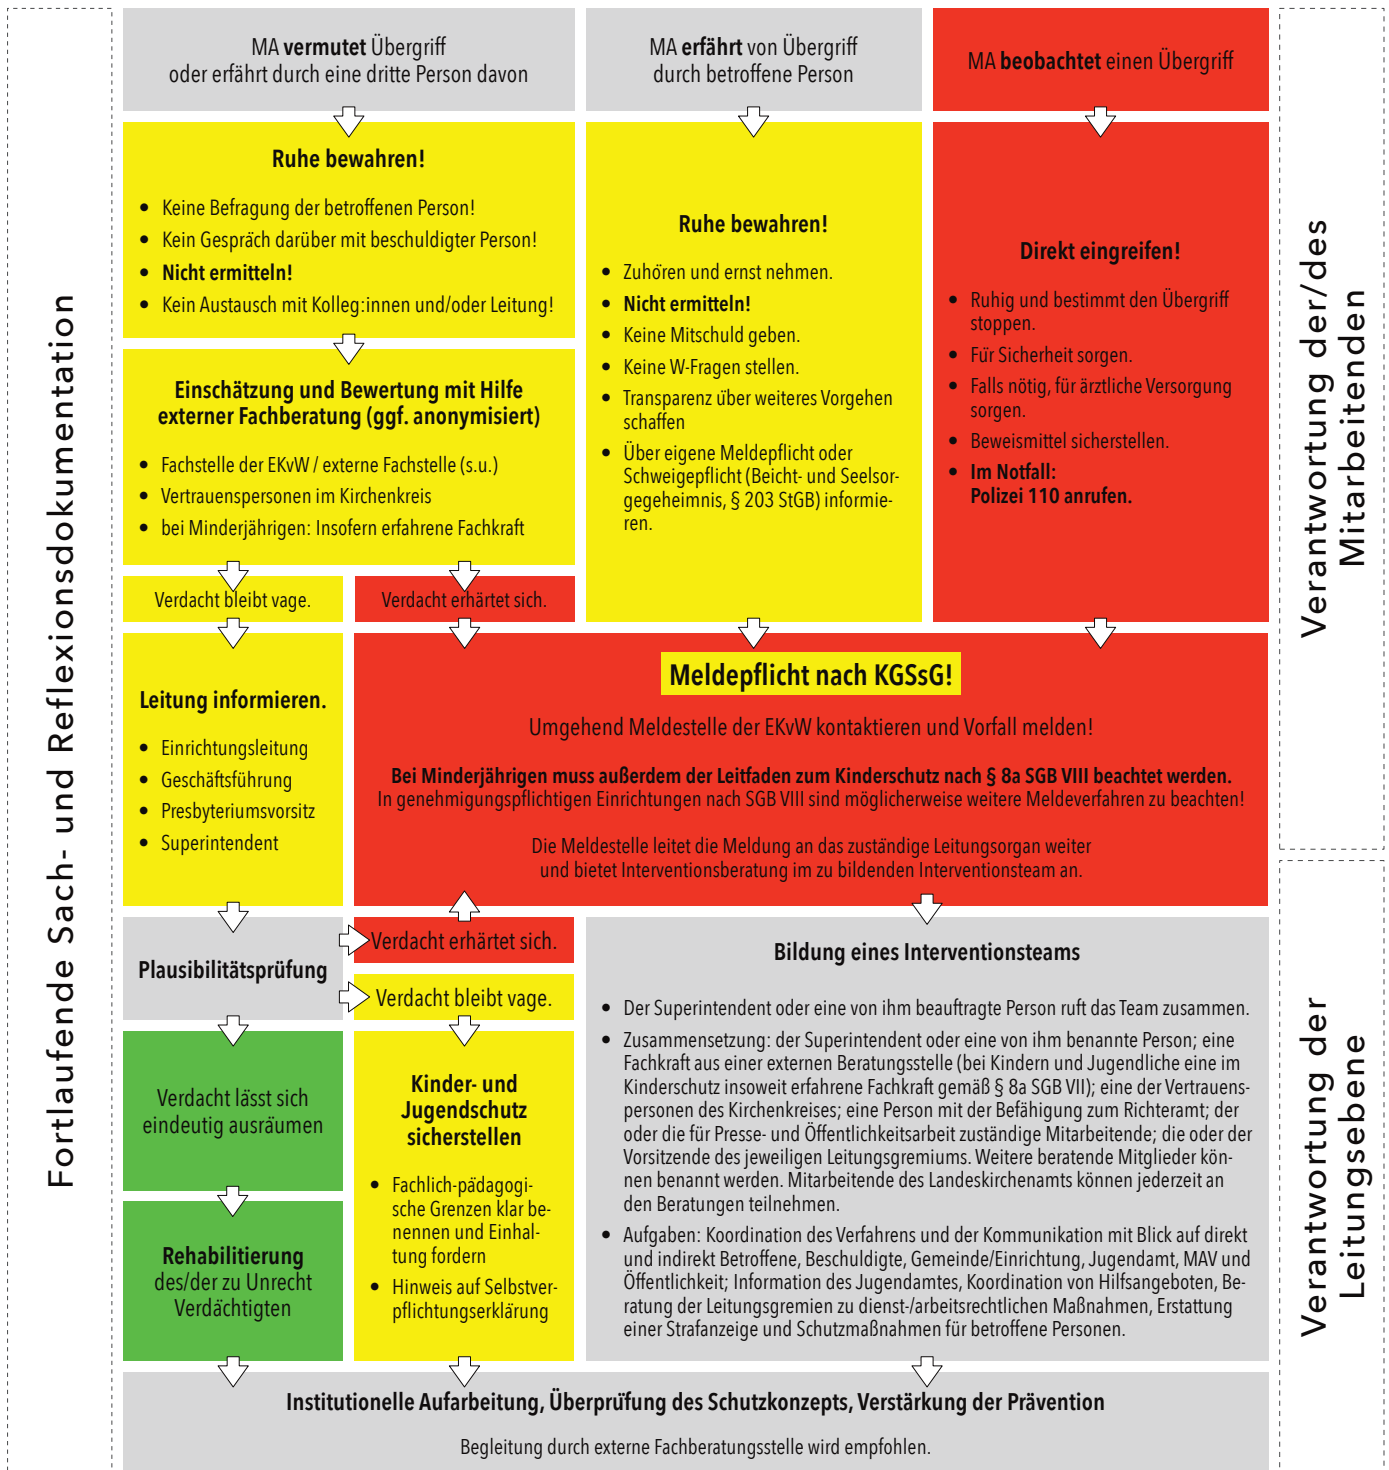 Fortlaufende Sach- und Reflexionsdokumentation
MA vermutet Übergriff
oder erfährt durch eine dritte Person davon
MA erfährt von Übergriff
durch betroffene Person
MA beobachtet einen Übergriff
Ruhe bewahren!
• Keine Befragung der betroffenen Person!
• Kein Gespräch darüber mit beschuldigter Person!
• Nicht ermitteln!
• Kein Austausch mit Kolleg:innen und/oder Leitung!
Einschätzung und Bewertung mit Hilfe
externer Fachberatung (ggf. anonymisiert)
• Fachstelle der EKvW / externe Fachstelle (s.u.)
• Vertrauenspersonen im Kirchenkreis
• bei Minderjährigen: Insofern erfahrene Fachkraft
Verdacht bleibt vage.
Verdacht erhärtet sich.
Ruhe bewahren!
• Zuhören und ernst nehmen.
• Nicht ermitteln!
• Keine Mitschuld geben.
• Keine W-Fragen stellen.
• Transparenz über weiteres Vorgehen
schaffen
• Über eigene Meldepflicht oder
Schweigepflicht (Beicht- und Seelsor-
gegeheimnis, § 203 StGB) informie-
ren.
Direkt eingreifen!
• Ruhig und bestimmt den Übergriff
stoppen.
• Für Sicherheit sorgen.
• Falls nötig, für ärztliche Versorgung
sorgen.
• Beweismittel sicherstellen.
• Im Notfall:
Polizei 110 anrufen.
Verantwortung der/des
Mitarbeitenden
Leitung informieren.
• Einrichtungsleitung
• Geschäftsführung
• Presbyteriumsvorsitz
• Superintendent
Meldepflicht nach KGSsG!
Umgehend Meldestelle der EKvW kontaktieren und Vorfall melden!
Bei Minderjährigen muss außerdem der Leitfaden zum Kinderschutz nach § 8a SGB VIII beachtet werden.
In genehmigungspflichtigen Einrichtungen nach SGB VIII sind möglicherweise weitere Meldeverfahren zu beachten!
Die Meldestelle leitet die Meldung an das zuständige Leitungsorgan weiter
und bietet Interventionsberatung im zu bildenden Interventionsteam an.
Plausibilitätsprüfung
Verdacht erhärtet sich.
Verdacht bleibt vage.
Verdacht lässt sich
eindeutig ausräumen
Rehabilitierung
des/der zu Unrecht
Verdächtigten
Kinder- und
Jugendschutz
sicherstellen
• Fachlich-pädagogi-
sche Grenzen klar be-
nennen und Einhal-
tung fordern
• Hinweis auf Selbstver-
pflichtungserklärung
Bildung eines Interventionsteams
• Der Superintendent oder eine von ihm beauftragte Person ruft das Team zusammen.
• Zusammensetzung: der Superintendent oder eine von ihm benannte Person; eine
Fachkraft aus einer externen Beratungsstelle (bei Kindern und Jugendliche eine im
Kinderschutz insoweit erfahrene Fachkraft gemäß § 8a SGB VII); eine der Vertrauens-
personen des Kirchenkreises; eine Person mit der Befähigung zum Richteramt; der
oder die für Presse- und Öffentlichkeitsarbeit zuständige Mitarbeitende; die oder der
Vorsitzende des jeweiligen Leitungsgremiums. Weitere beratende Mitglieder kön-
nen benannt werden. Mitarbeitende des Landeskirchenamts können jederzeit an
den Beratungen teilnehmen.
• Aufgaben: Koordination des Verfahrens und der Kommunikation mit Blick auf direkt
und indirekt Betroffene, Beschuldigte, Gemeinde/Einrichtung, Jugendamt, MAV und
Öffentlichkeit; Information des Jugendamtes, Koordination von Hilfsangeboten, Be-
ratung der Leitungsgremien zu dienst-/arbeitsrechtlichen Maßnahmen, Erstattung
einer Strafanzeige und Schutzmaßnahmen für betroffene Personen.
Verantwortung der
Leitungsebene
Institutionelle Aufarbeitung, Überprüfung des Schutzkonzepts, Verstärkung der Prävention
Begleitung durch externe Fachberatungsstelle wird empfohlen.